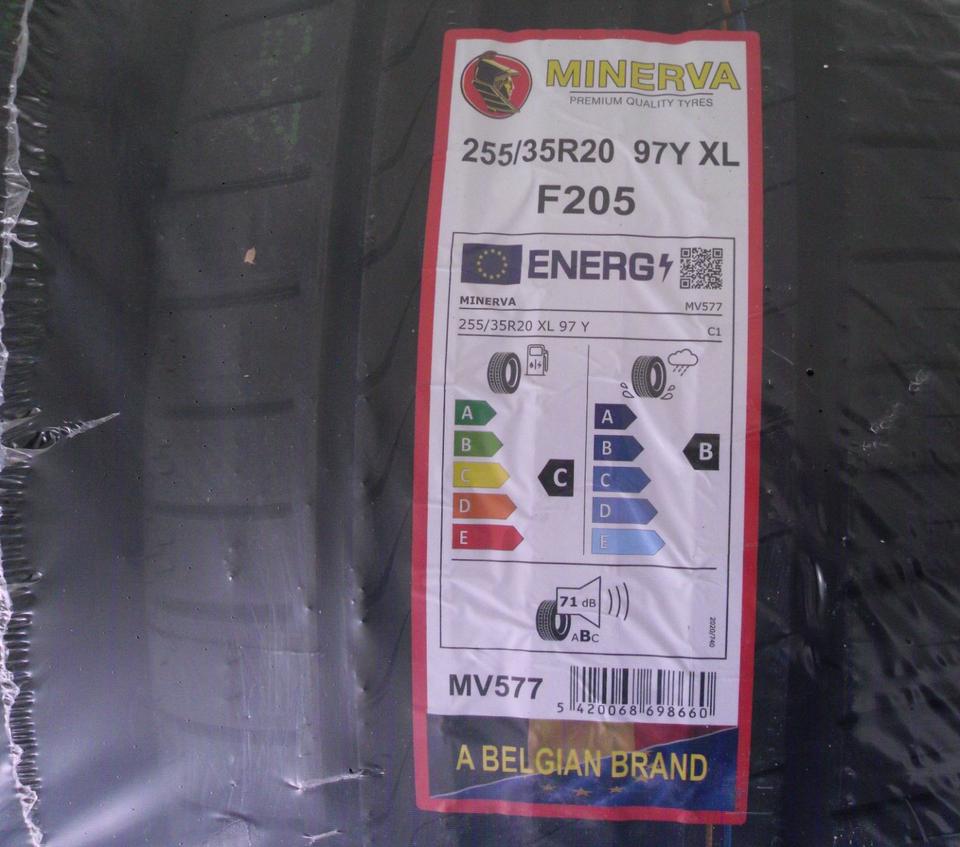 MINERVA
PREMIUM QUALITY TYRES
255/35R20 97Y XL
F205
ENERG
MINERVA MV577
255/35R20 XL 97 Y C1
A A
B B B
C C C
D D
E E
71 dB
ABC
2020/740
MV577
5 420068 698660
A BELGIAN BRAND